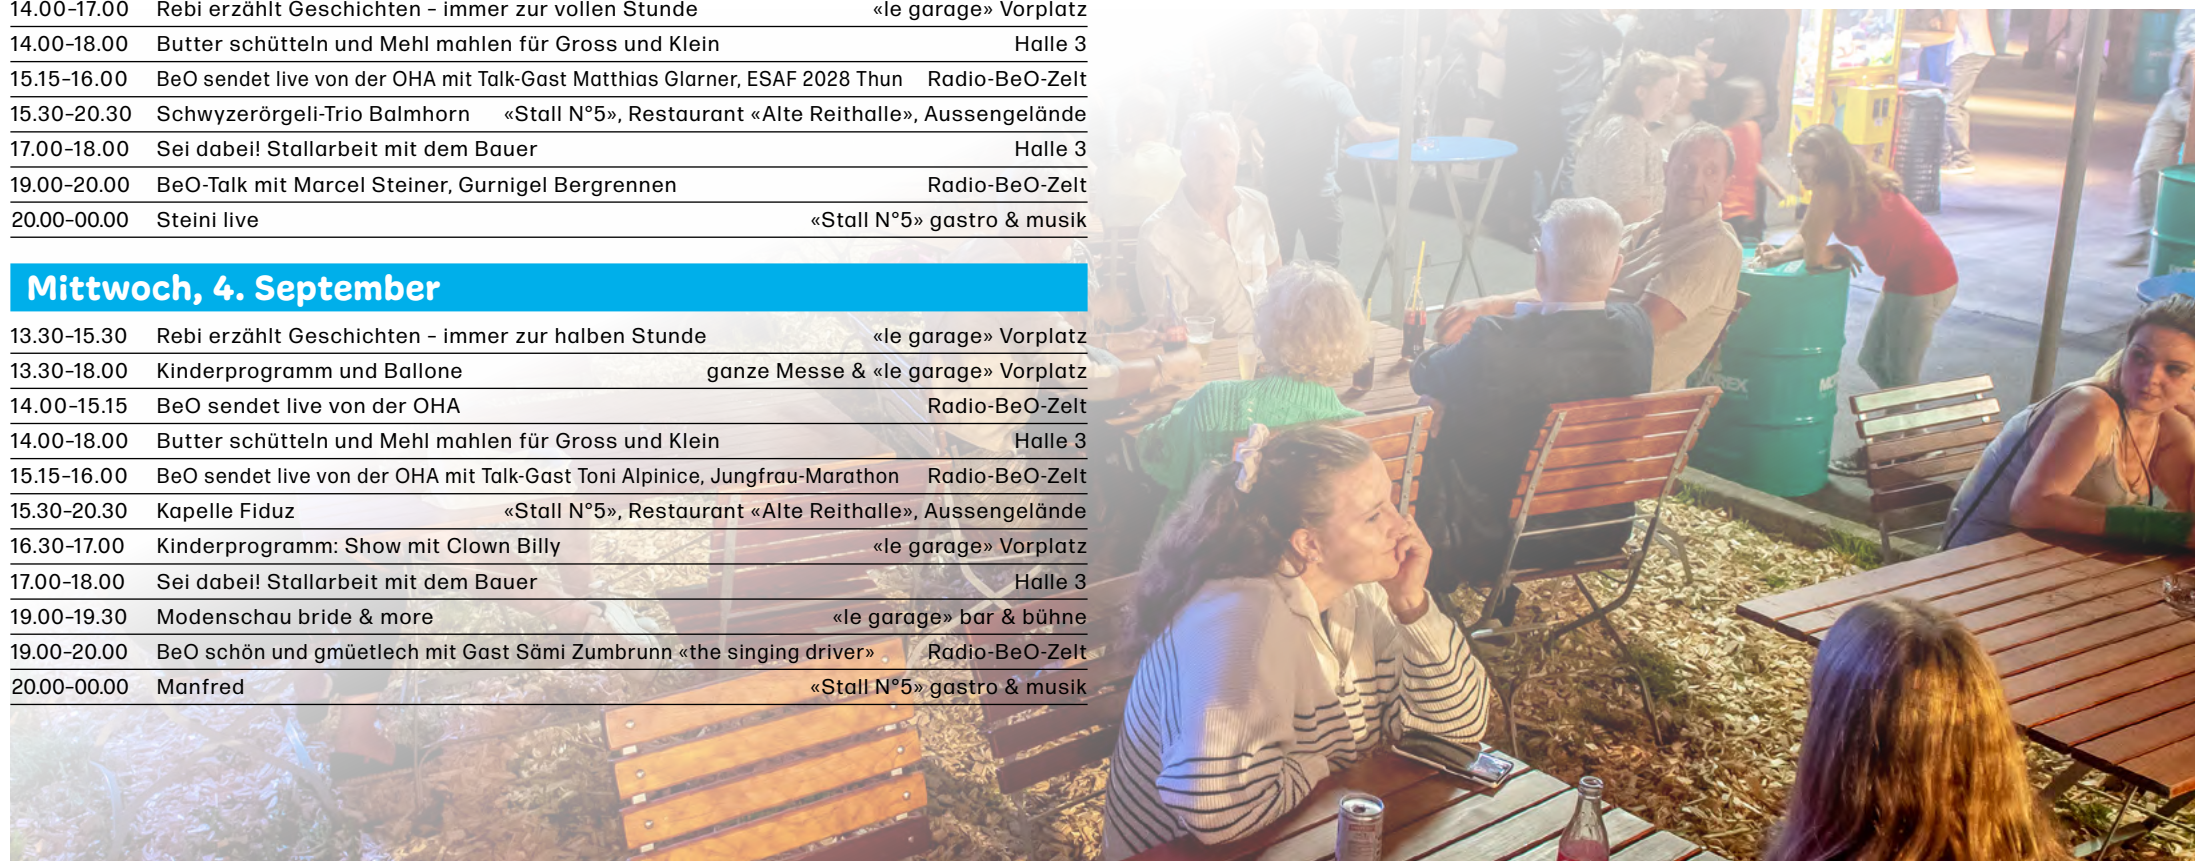 14.00–17.00 Rebi erzählt Geschichten – immer zur vollen Stunde «le garage» Vorplatz
14.00–18.00 Butter schütteln und Mehl mahlen für Gross und Klein Halle 3
15.15–16.00 BeO sendet live von der OHA mit Talk-Gast Matthias Glarner, ESAF 2028 Thun Radio-BeO-Zelt
15.30–20.30 Schwyzerörgeli-Trio Balmhorn «Stall N°5», Restaurant «Alte Reithalle», Aussengelände
17.00–18.00 Sei dabei! Stallarbeit mit dem Bauer Halle 3
19.00–20.00 BeO-Talk mit Marcel Steiner, Gurnigel Bergrennen Radio-BeO-Zelt
20.00–00.00 Steini live «Stall N°5» gastro & musik
Mittwoch, 4. September
13.30–15.30 Rebi erzählt Geschichten – immer zur halben Stunde «le garage» Vorplatz
13.30–18.00 Kinderprogramm und Ballone ganze Messe & «le garage» Vorplatz
14.00–15.15 BeO sendet live von der OHA Radio-BeO-Zelt
14.00–18.00 Butter schütteln und Mehl mahlen für Gross und Klein Halle 3
15.15–16.00 BeO sendet live von der OHA mit Talk-Gast Toni Alpinice, Jungfrau-Marathon Radio-BeO-Zelt
15.30–20.30 Kapelle Fiduz «Stall N°5», Restaurant «Alte Reithalle», Aussengelände
16.30–17.00 Kinderprogramm: Show mit Clown Billy «le garage» Vorplatz
17.00–18.00 Sei dabei! Stallarbeit mit dem Bauer Halle 3
19.00–19.30 Modenschau bride & more «le garage» bar & bühne
19.00–20.00 BeO schön und gmüetlech mit Gast Sämi Zumbrunn «the singing driver» Radio-BeO-Zelt
20.00–00.00 Manfred «Stall N°5» gastro & musik